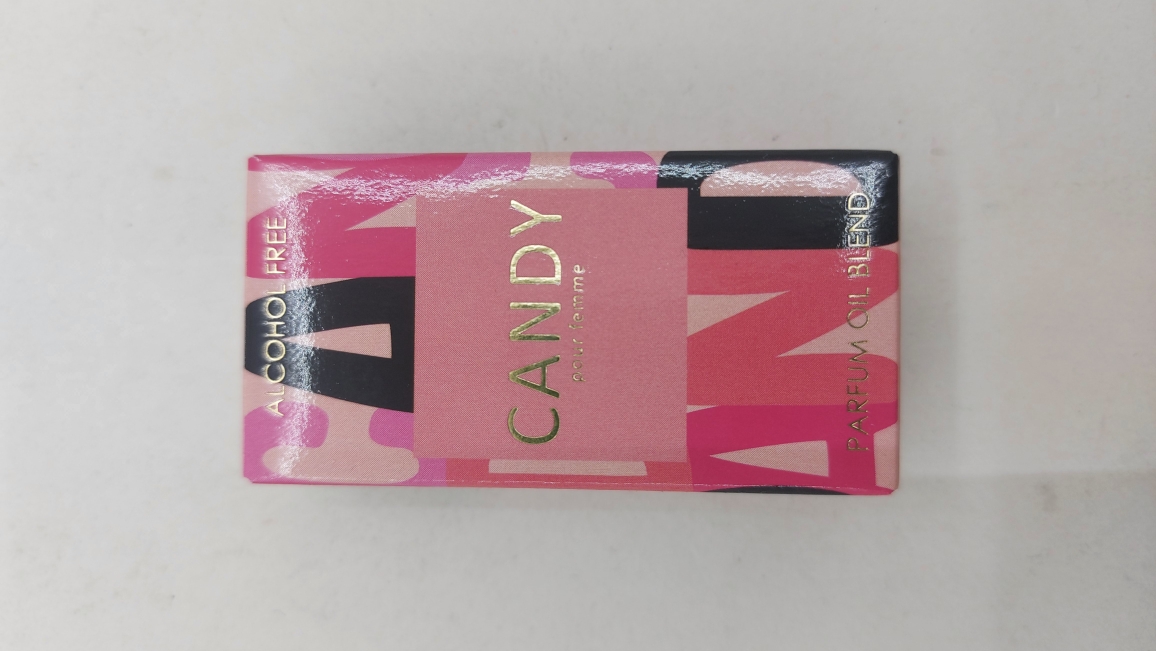 ALCOHOL FREE
CANDY
pour femme
PARFUM OIL BLEND